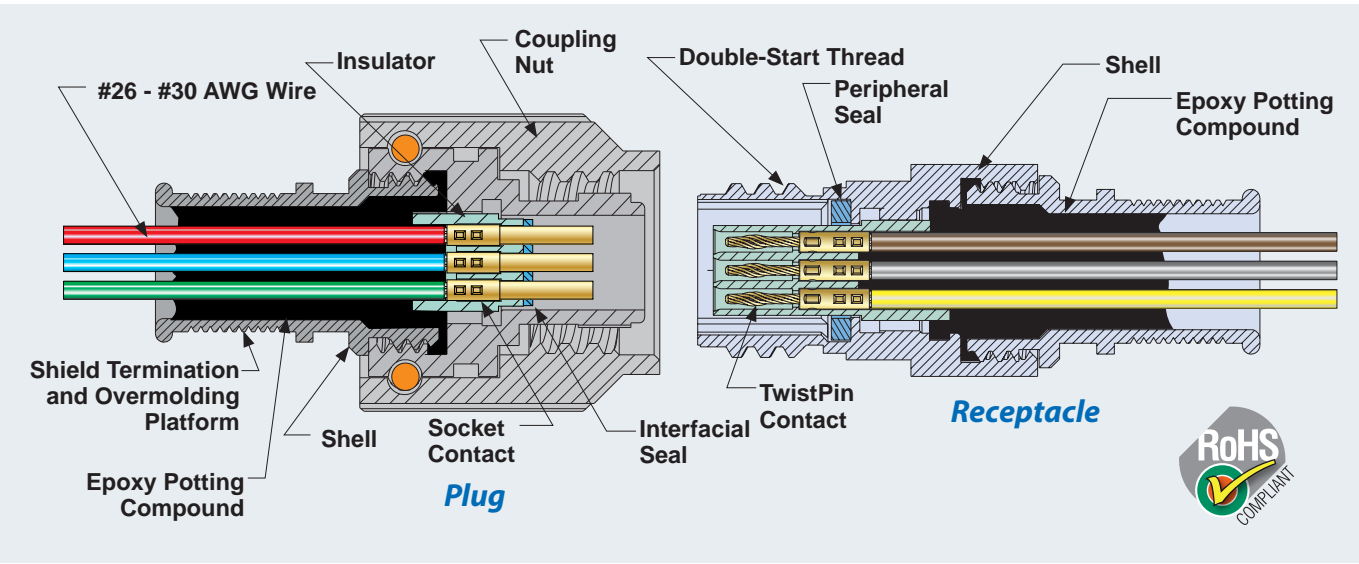 Coupling
Nut
Insulator
#26 - #30 AWG Wire
Double-Start Thread
Peripheral
Seal
Shell
Epoxy Potting
Compound
Shield Termination
and Overmolding
Platform
Shell
Epoxy Potting
Compound
Socket
Contact
Interfacial
Seal
Plug
TwistPin
Contact
Receptacle
RoHS
COMPLIANT